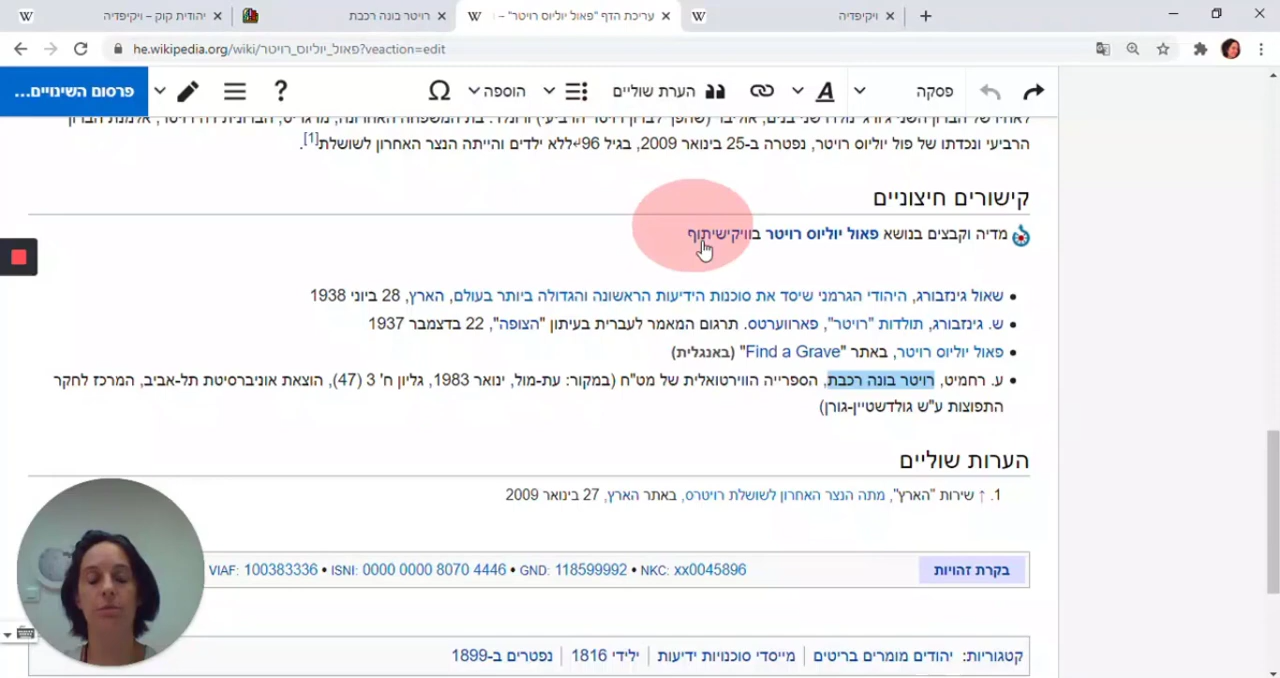 יהודית קוק – ויקיפדיה
רויטר בונה רכבת
עריכת הדף "פאול יוליוס רויטר" –
ויקיפדיה
he.wikipedia.org/wiki/פאול_יוליוס_רויטר?veaction=edit
פסקה
A
הערת שוליים
הוספה
Ω
?
פרסום השינויים...
הרביעי ונכדתו של פול יוליוס רויטר, נפטרה ב-25 בינואר 2009, בגיל 96 ללא ילדים והייתה הנצר האחרון לשושלת[1].
קישורים חיצוניים
מדיה וקבצים בנושא פאול יוליוס רויטר בוויקישיתוף
• שאול גינזבורג, היהודי הגרמני שיסד את סוכנות הידיעות הראשונה והגדולה ביותר בעולם, הארץ, 28 ביוני 1938
• ש. גינזבורג, תולדות "רויטר", פארווערטס. תרגום המאמר לעברית בעיתון "הצופה", 22 בדצמבר 1937
• פאול יוליוס רויטר, באתר "Find a Grave" (באנגלית)
• ע. רחמיט, רויטר בונה רכבת, הספרייה הווירטואלית של מט"ח (במקור: עת-מול, ינואר 1983, גליון ח' 3 (47), הוצאת אוניברסיטת תל-אביב, המרכז לחקר
התפוצות ע"ש גולדשטיין-גורן)
הערות שוליים
1. ↑ שירות "הארץ", מתה הנצר האחרון לשושלת רויטרס, באתר הארץ, 27 בינואר 2009
בקרת זהויות
VIAF: 100383336 • ISNI: 0000 0000 8070 4446 • GND: 118599992 • NKC: xx0045896
קטגוריות: יהודים מומרים בריטים | מייסדי סוכנויות ידיעות | ילידי 1816 | נפטרים ב-1899